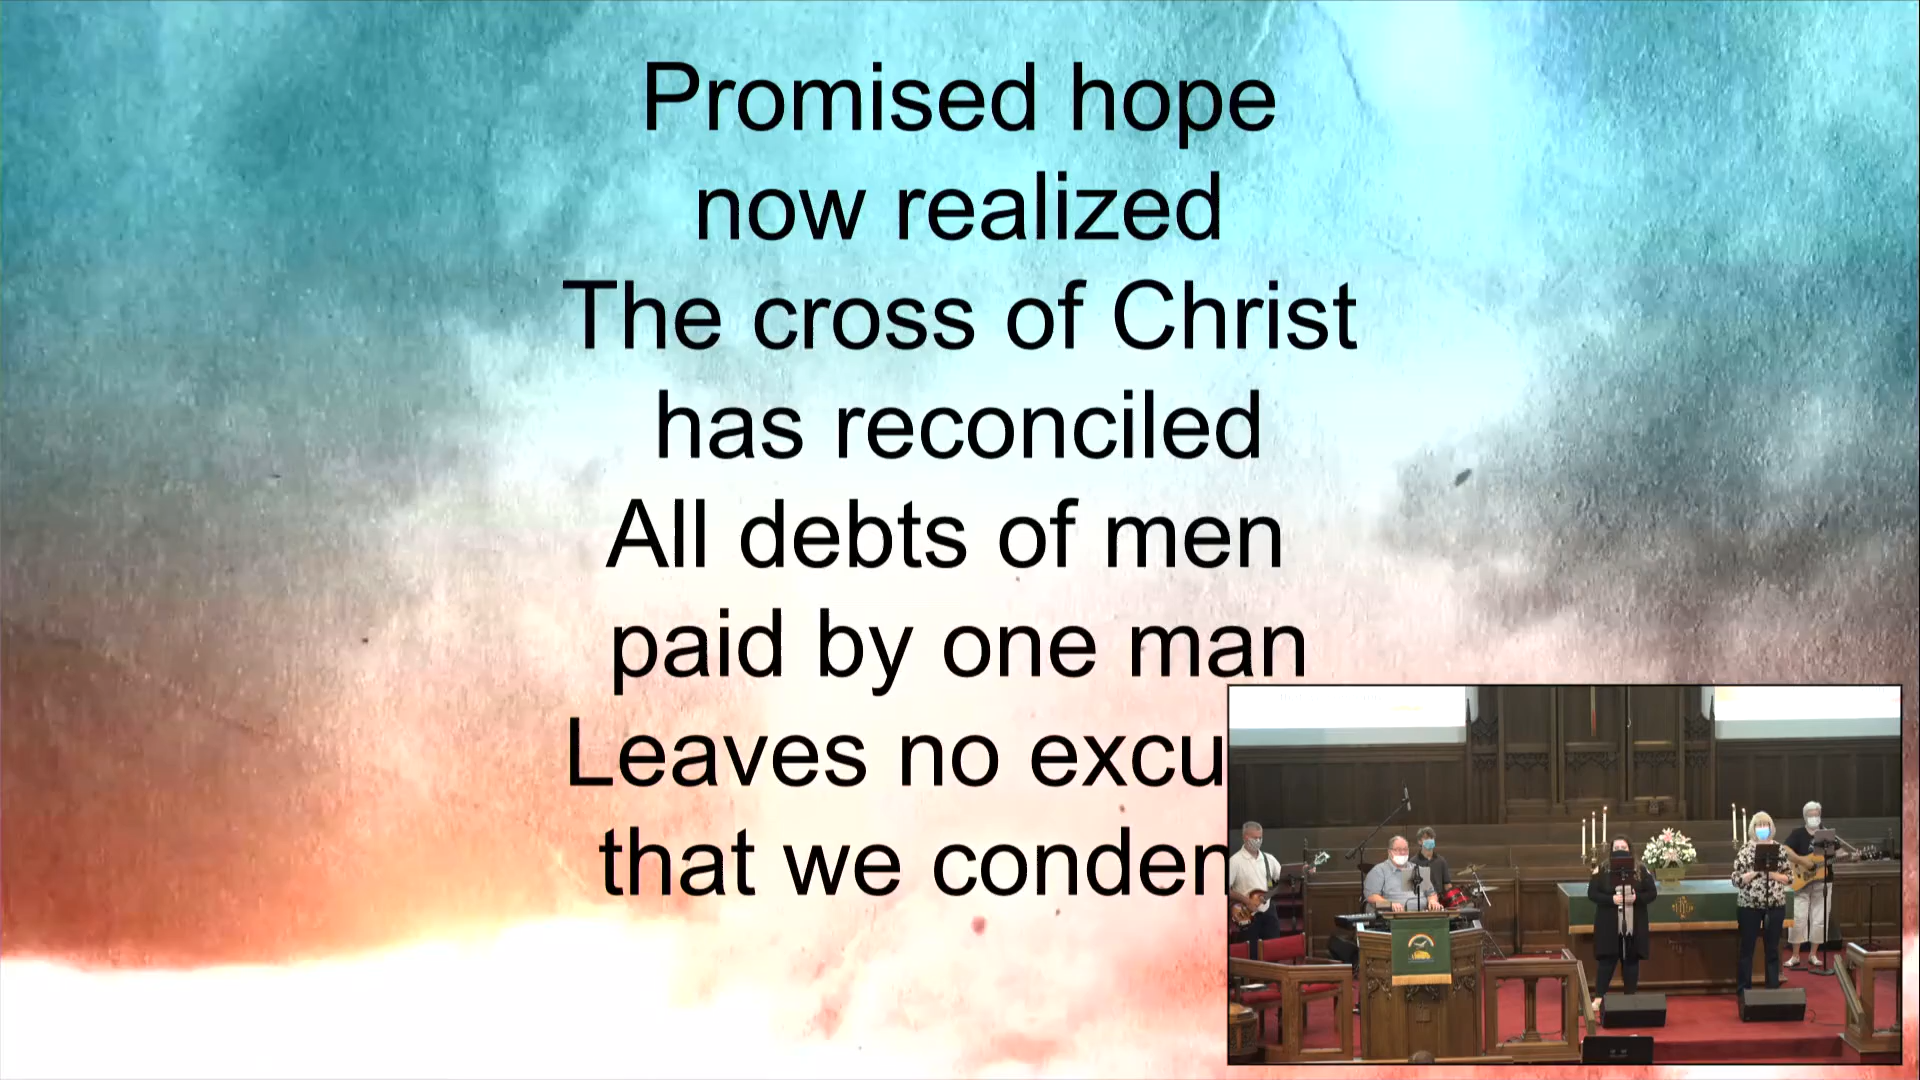 Promised hope
now realized
The cross of Christ
has reconciled
All debts of men
paid by one man
Leaves no excu
that we conden